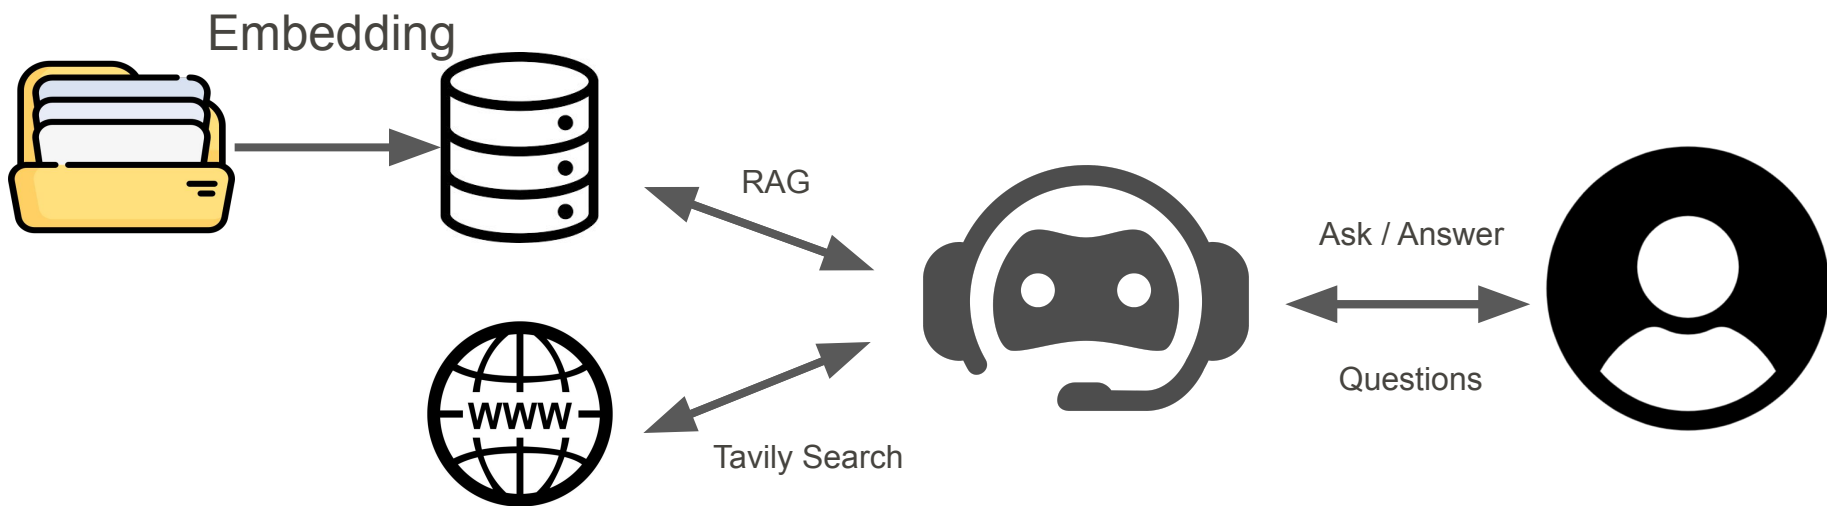 Embedding
RAG
Ask / Answer
Questions
WWW
Tavily Search